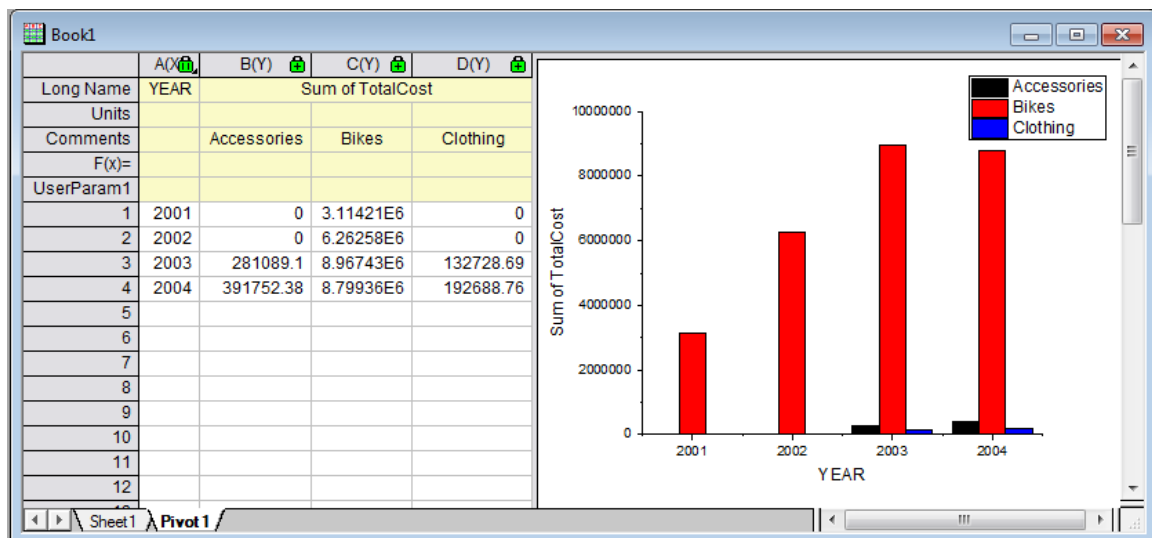 Book1
A(X) B(Y) C(Y) D(Y)
Long Name YEAR Sum of TotalCost
Units
Comments Accessories Bikes Clothing
F(x)=
UserParam1
1 2001 0 3.11421E6 0
2 2002 0 6.26258E6 0
3 2003 281089.1 8.96743E6 132728.69
4 2004 391752.38 8.79936E6 192688.76
5
6
7
8
9
10
11
12
Sheet1 Pivot1
Accessories
Bikes
Clothing
10000000
8000000
6000000
4000000
2000000
0
Sum of TotalCost
2001 2002 2003 2004
YEAR